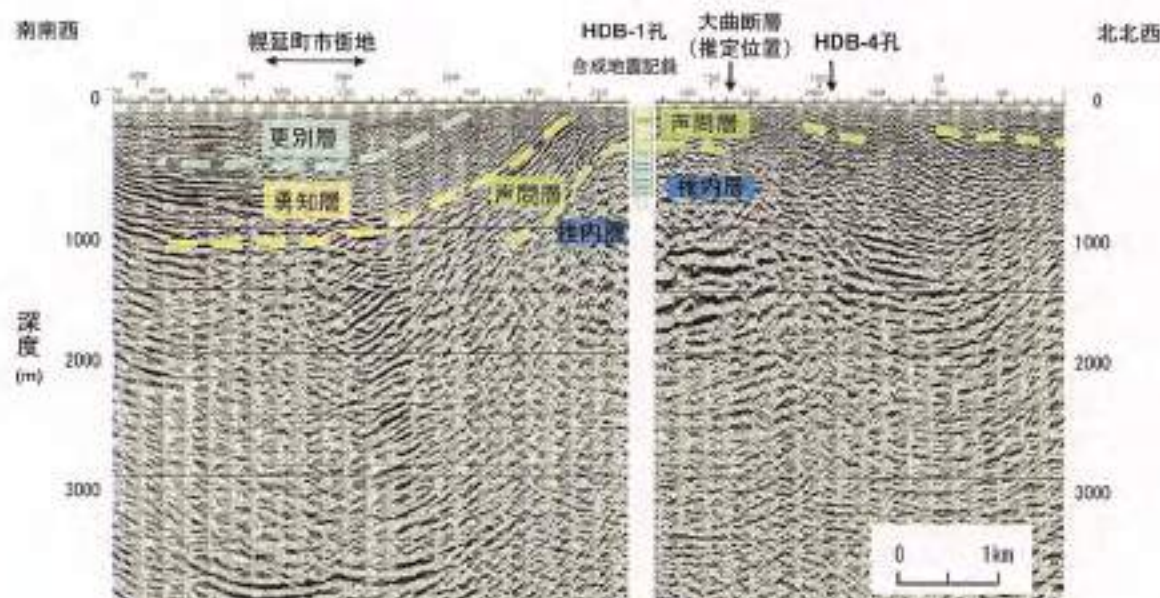 南南西
幌延町市街地
HDB-1孔
合成地震記録
大曲断層
(推定位置)
HDB-4孔
北北西
0
0
更別層
勇知層
声問層
稚内層
声問層
稚内層
1000
1000
深度
(m)
2000
2000
3000
3000
0 1km